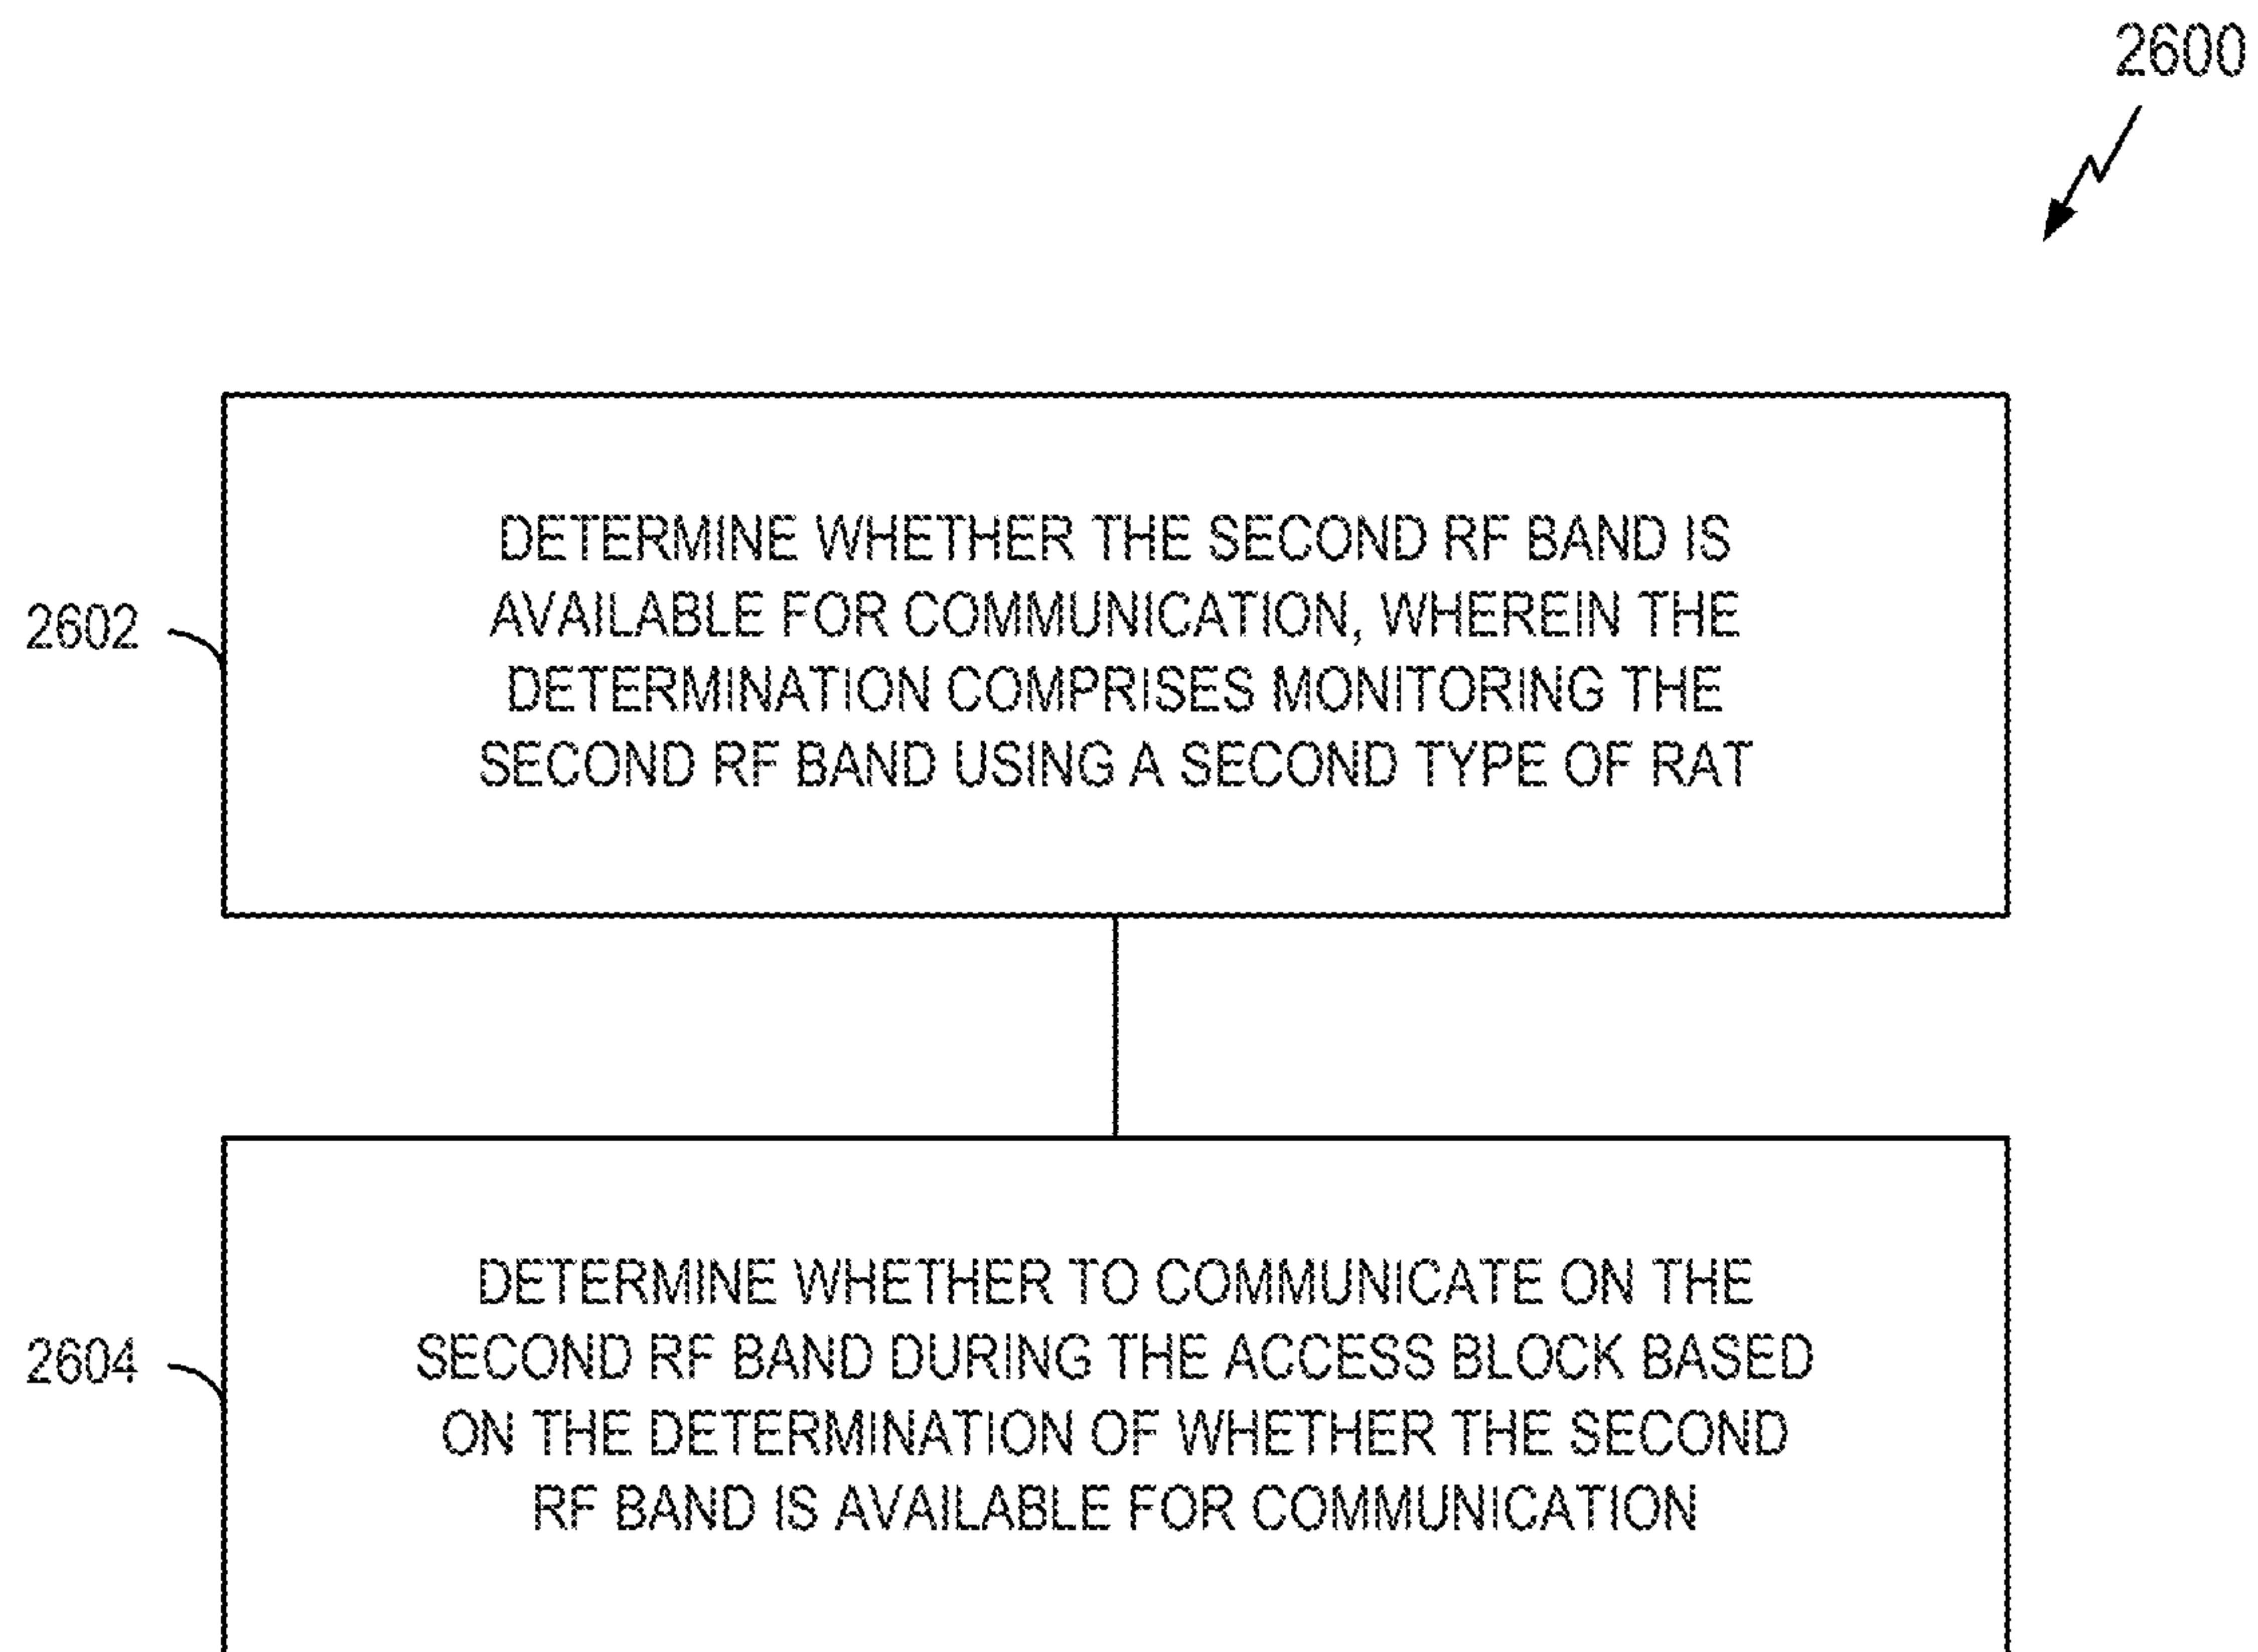 2600
DETERMINE WHETHER THE SECOND RF BAND IS
AVAILABLE FOR COMMUNICATION, WHEREIN THE
DETERMINATION COMPRISES MONITORING THE
SECOND RF BAND USING A SECOND TYPE OF RAT
2602
DETERMINE WHETHER TO COMMUNICATE ON THE
SECOND RF BAND DURING THE ACCESS BLOCK BASED
ON THE DETERMINATION OF WHETHER THE SECOND
RF BAND IS AVAILABLE FOR COMMUNICATION
2604